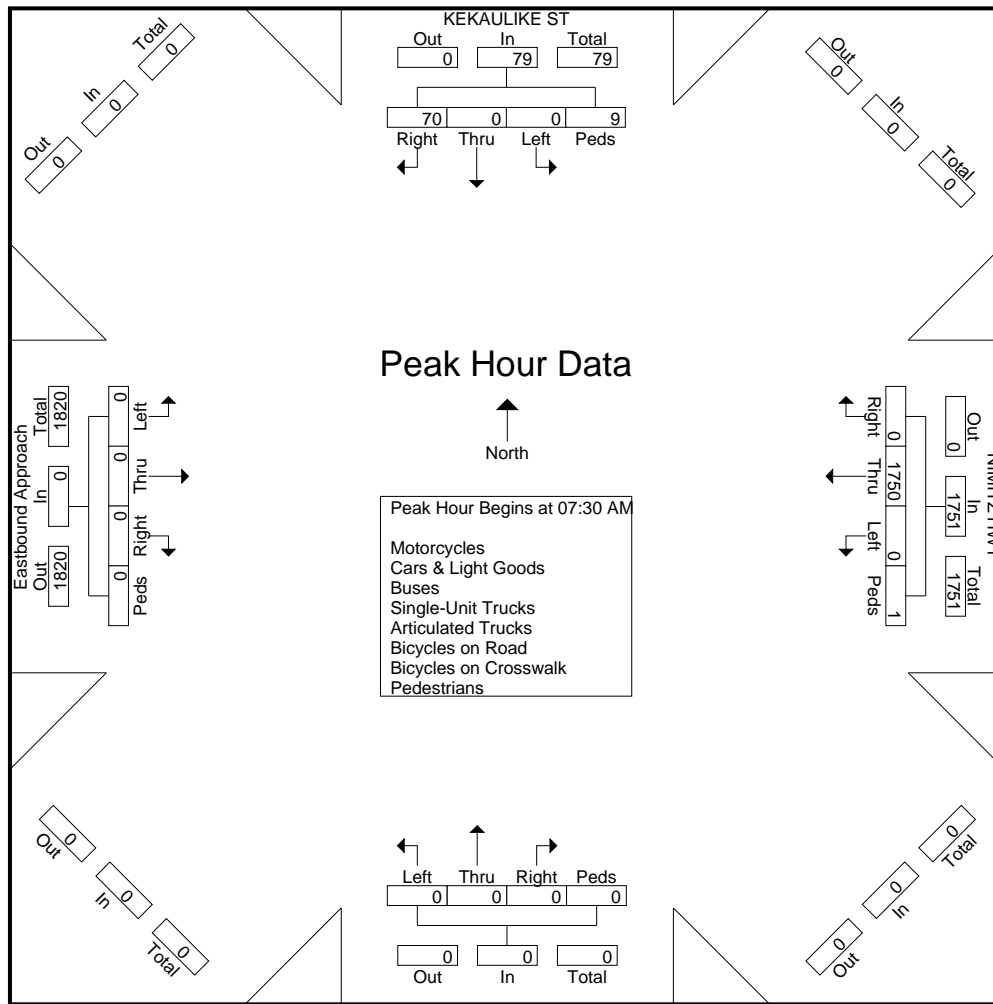 KEKAULIKE ST
Out In Total
0 79 79
70 0 0 9
Right Thru Left Peds
Total
0
In
0
Out
0
Out
0
In
0
Total
0
Peak Hour Data
North
Peak Hour Begins at 07:30 AM
Motorcycles
Cars & Light Goods
Buses
Single-Unit Trucks
Articulated Trucks
Bicycles on Road
Bicycles on Crosswalk
Pedestrians
Eastbound Approach
Out In Total
1820 0 1820
0 0 0 0
Left Thru Right Peds
Right Thru Left Peds
0 1750 0 1
Out In Total
0 1751 1751
Left Thru Right Peds
0 0 0 0
0 0 0
Out In Total
0
Out
0
In
0
Total
0
Total
0
In
0
Out